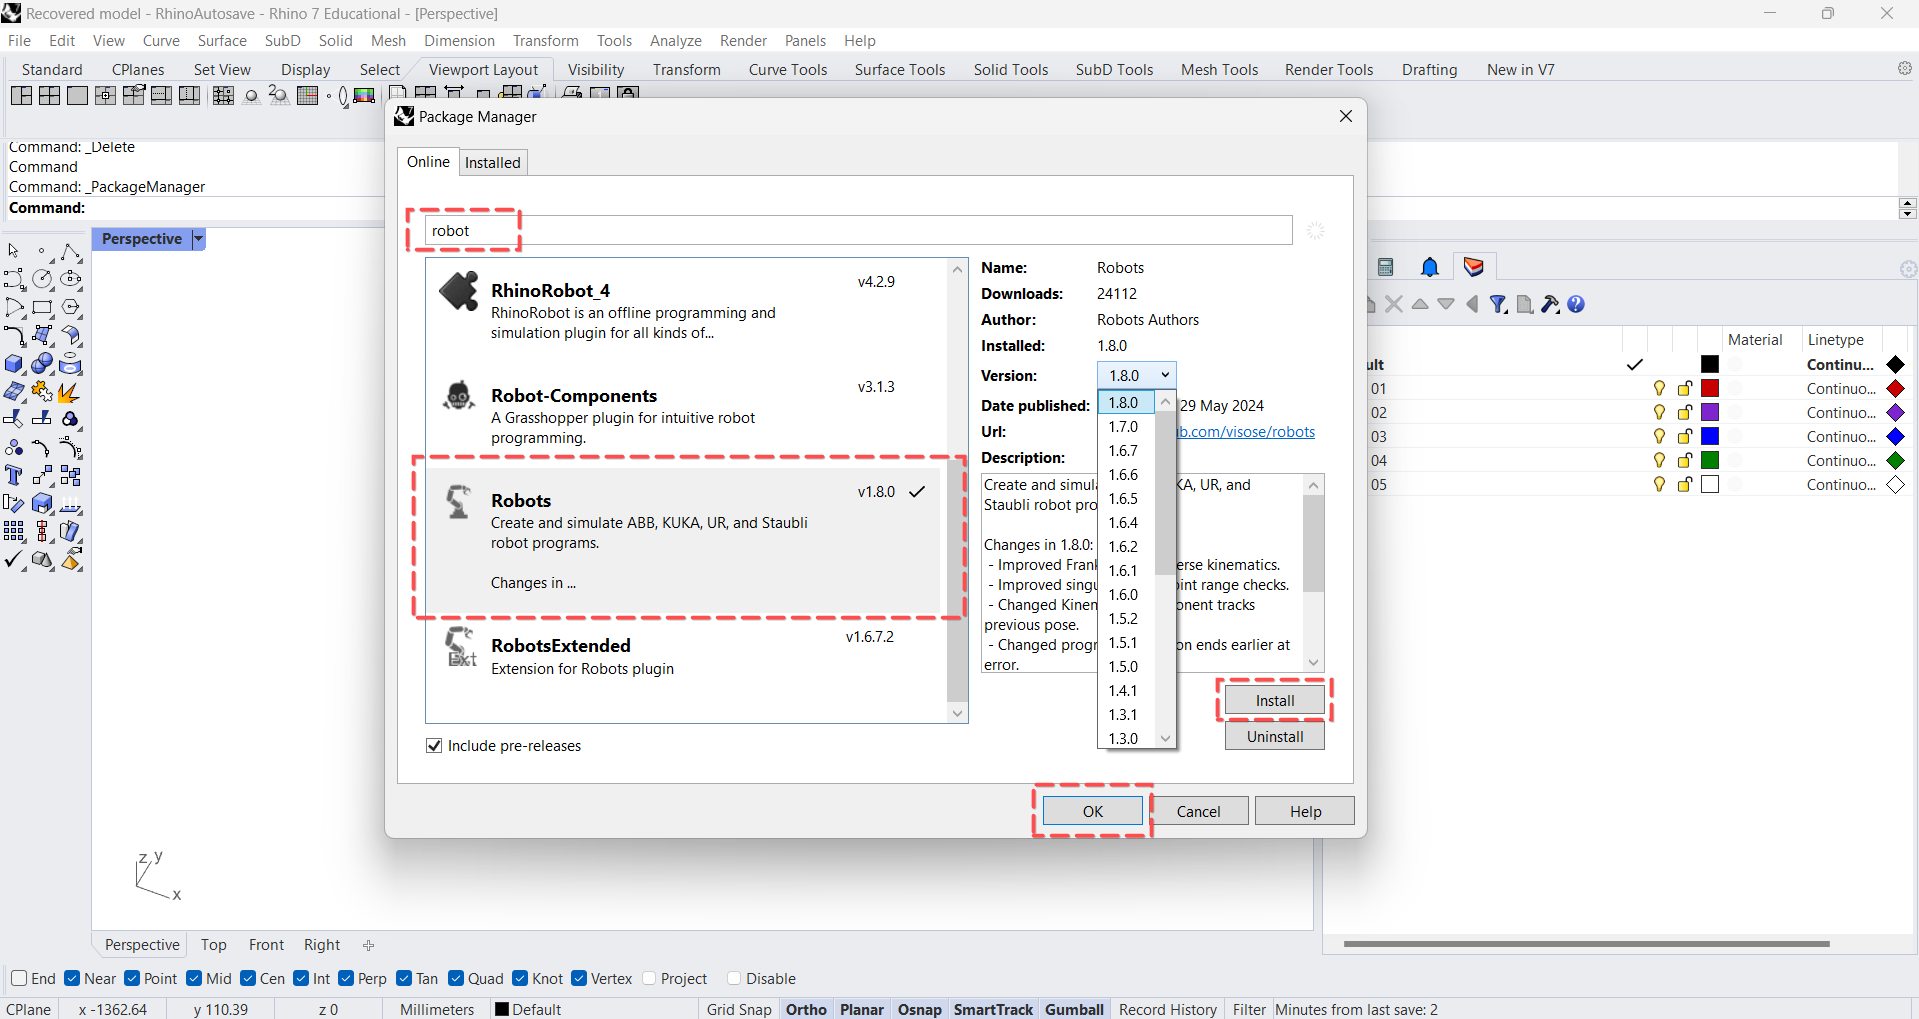 Recovered model - RhinoAutosave - Rhino 7 Educational - [Perspective]
File Edit View Curve Surface SubD Solid Mesh Dimension Transform Tools Analyze Render Panels Help
Standard CPlanes Set View Display Select Viewport Layout Visibility Transform Curve Tools Surface Tools Solid Tools SubD Tools Mesh Tools Render Tools Drafting New in V7
Command: _Delete
Command
Command: _PackageManager
Command:
Perspective
Package Manager
Online Installed
robot
RhinoRobot_4 v4.2.9
RhinoRobot is an offline programming and
simulation plugin for all kinds of...
Robot-Components v3.1.3
A Grasshopper plugin for intuitive robot
programming.
Robots v1.8.0
Create and simulate ABB, KUKA, UR, and Staubli
robot programs.
Changes in ...
Ext
RobotsExtended v1.6.7.2
Extension for Robots plugin
Include pre-releases
Name: Robots
Downloads: 24112
Author: Robots Authors
Installed: 1.8.0
Version: 1.8.0
Date published: 29 May 2024
Url: b.com/visose/robots
Description:
1.8.0
1.7.0
1.6.7
1.6.6
1.6.5
1.6.4
1.6.2
1.6.1
1.6.0
1.5.2
1.5.1
1.5.0
1.4.1
1.3.1
1.3.0
Create and simul KA, UR, and
Staubli robot pro
Changes in 1.8.0:
- Improved Fran erse kinematics.
- Improved singu int range checks.
- Changed Kinem onent tracks
previous pose.
- Changed progr on ends earlier at
error.
Install
Uninstall
OK Cancel Help
Material Linetype
ult Continu...
01 Continuo...
02 Continuo...
03 Continuo...
04 Continuo...
05 Continuo...
z y
x
Perspective Top Front Right
End Near Point Mid Cen Int Perp Tan Quad Knot Vertex Project Disable
CPlane x -1362.64 y 110.39 z 0 Millimeters Default Grid Snap Ortho Planar Osnap SmartTrack Gumball Record History Filter Minutes from last save: 2